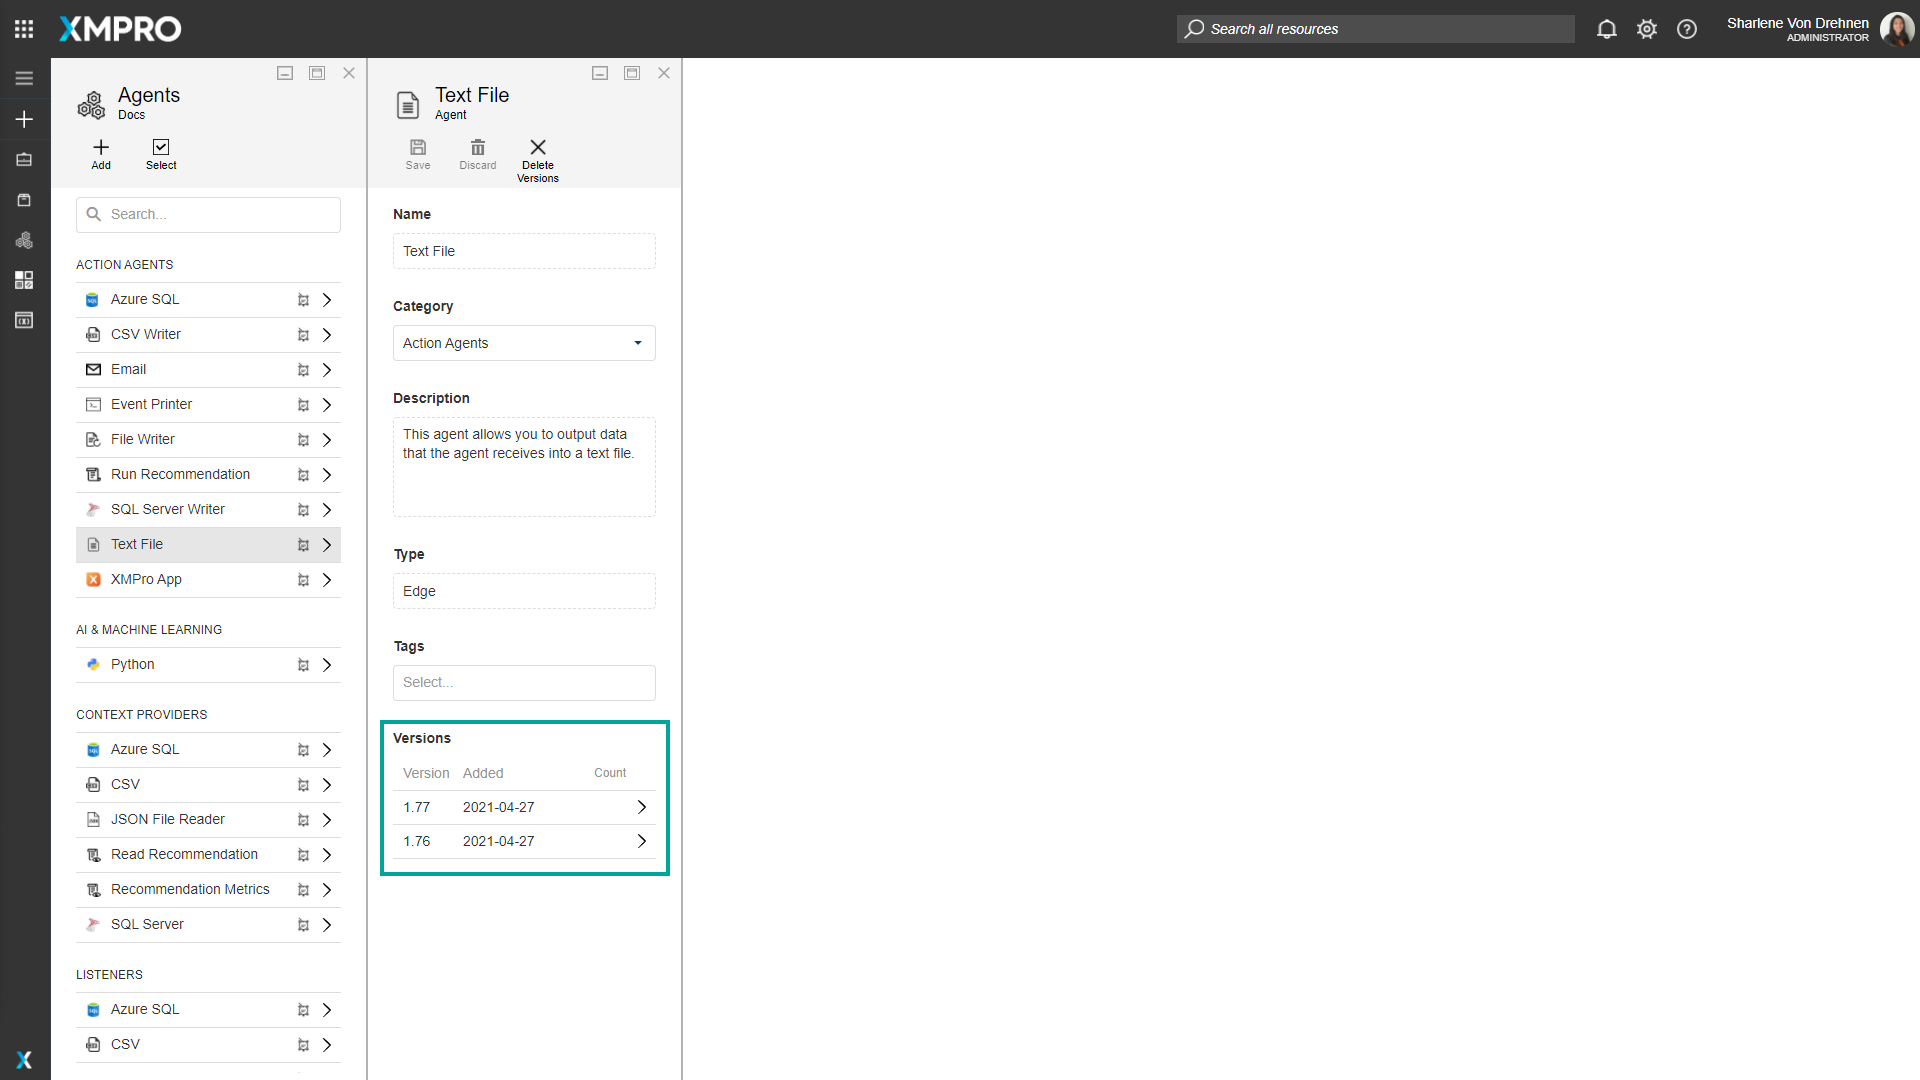 XMPRO
Search all resources
Sharlene Von Drehnen
ADMINISTRATOR
Agents
Docs
Add
Select
Search...
ACTION AGENTS
Azure SQL
CSV Writer
Email
Event Printer
File Writer
Run Recommendation
SQL Server Writer
Text File
XMPro App
AI & MACHINE LEARNING
Python
CONTEXT PROVIDERS
Azure SQL
CSV
JSON File Reader
Read Recommendation
Recommendation Metrics
SQL Server
LISTENERS
Azure SQL
CSV
Text File
Agent
Save
Discard
Delete
Versions
Name
Text File
Category
Action Agents
Description
This agent allows you to output data
that the agent receives into a text file.
Type
Edge
Tags
Select...
Versions
Version Added Count
1.77 2021-04-27
1.76 2021-04-27